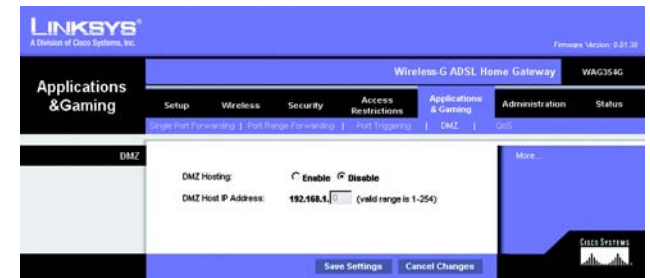 LINKSYS®
A Division of Cisco Systems, Inc.
Firmware Version: 0.01.30
Wireless-G ADSL Home Gateway WAG354G
Applications & Gaming
Setup Wireless Security Access Restrictions Applications & Gaming Administration Status
Single Port Forwarding | Port Range Forwarding | Port Triggering | DMZ | QoS
DMZ
DMZ Hosting: Enable Disable
DMZ Host IP Address: 192.168.1. 0 (valid range is 1-254)
More...
Save Settings Cancel Changes
CISCO SYSTEMS